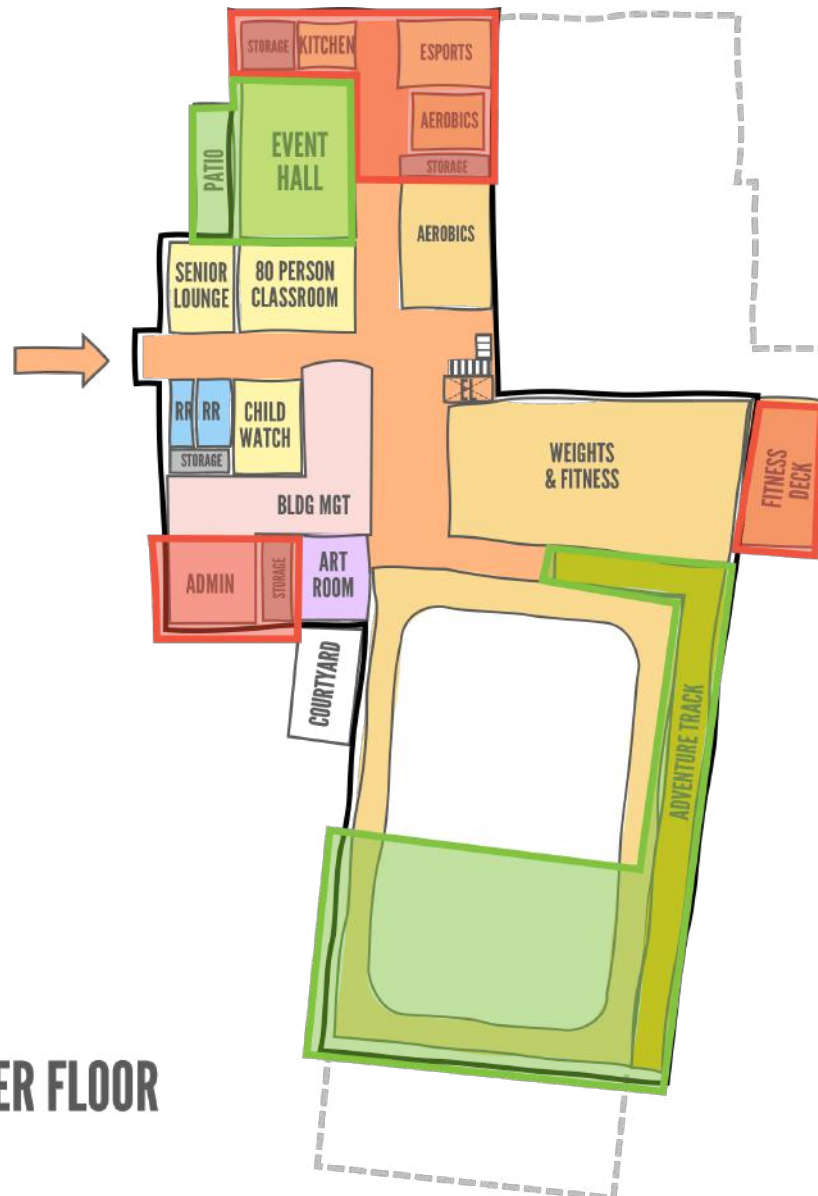 STORAGE
KITCHEN
ESPORTS
AEROBICS
STORAGE
PATIO
EVENT
HALL
AEROBICS
SENIOR
LOUNGE
80 PERSON
CLASSROOM
RR
RR
CHILD
WATCH
STORAGE
E
WEIGHTS
& FITNESS
FITNESS
DECK
BLDG MGT
ADMIN
STORAGE
ART
ROOM
COURTYARD
ADVENTURE TRACK
ER FLOOR